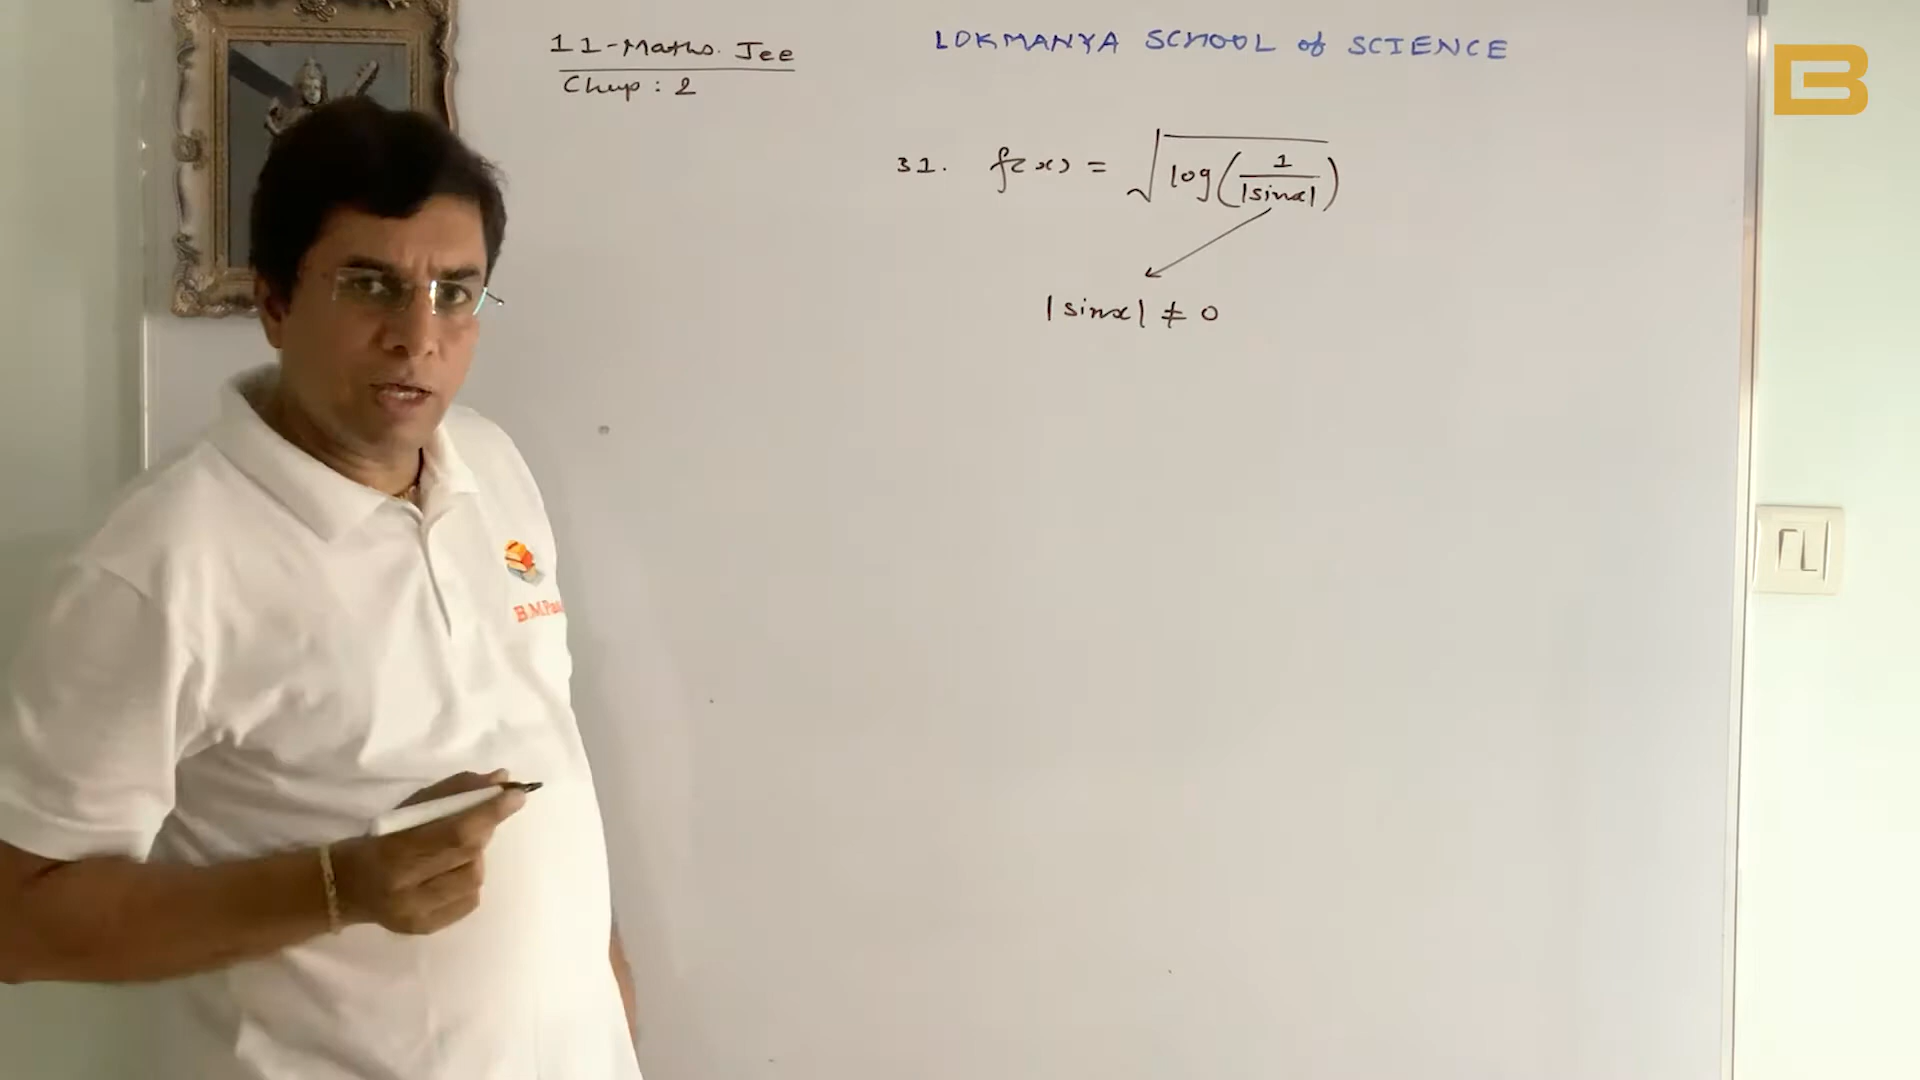 11-Maths. Jee
Chap : 2
LOKMANYA SCHOOL of SCIENCE
31. f(x) = √log(1/|sinx|)
|sinx| ≠ 0
B.M.